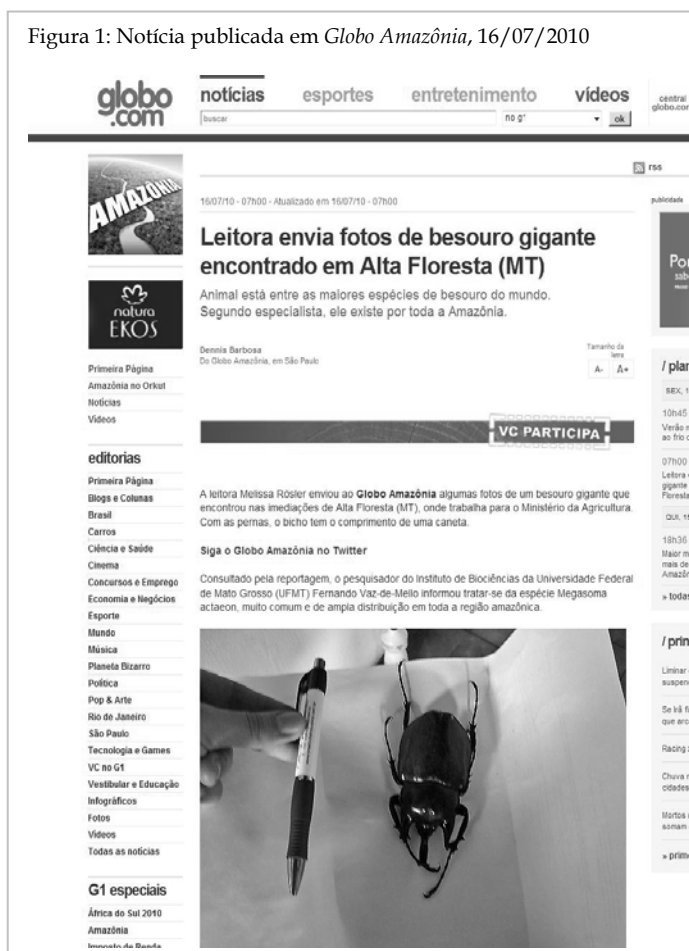 Figura 1: Notícia publicada em Globo Amazônia, 16/07/2010
globo
.com
notícias esportes entretenimento vídeos
buscar
ok
central
rss
AMAZÔNIA
publicidade
16/07/10 - 07h00 - Atualizado em 16/07/10 - 07h00
Leitora envia fotos de besouro gigante
encontrado em Alta Floresta (MT)
Animal está entre as maiores espécies de besouro do mundo.
Segundo especialista, ele existe por toda a Amazônia.
natura
EKOS
Dennis Barbosa
Do Globo Amazônia, em São Paulo
Tamanho da
letra
A- A+
Primeira Página
Amazônia no Orkut
Notícias
Vídeos
VC PARTICIPA
editorias
Primeira Página
Blogs e Colunas
Brasil
Carros
Ciência e Saúde
Cinema
Concursos e Emprego
Economia e Negócios
Esporte
Mundo
Música
Planeta Bizarro
Política
Pop & Arte
Rio de Janeiro
São Paulo
Tecnologia e Games
VC no G1
Vestibular e Educação
Infográficos
Fotos
Vídeos
Todas as notícias
G1 especiais
África do Sul 2010
Amazônia
Imposto de Renda
A leitora Melissa Rösler enviou ao Globo Amazônia algumas fotos de um besouro gigante que
encontrou nas imediações de Alta Floresta (MT), onde trabalha para o Ministério da Agricultura.
Com as pernas, o bicho tem o comprimento de uma caneta.
Siga o Globo Amazônia no Twitter
Consultado pela reportagem, o pesquisador do Instituto de Biociências da Universidade Federal
de Mato Grosso (UFMT) Fernando Vaz-de-Mello informou tratar-se da espécie Megasoma
actaeon, muito comum e de ampla distribuição em toda a região amazônica.
10h45
07h00
18h36